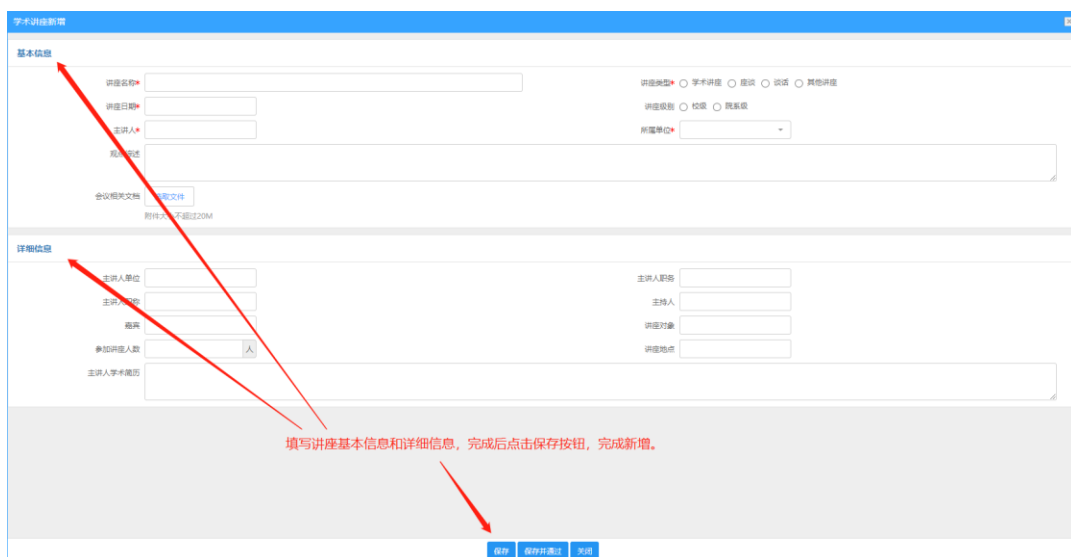 学术讲座新增
基本信息
讲座名称*
讲座类型* 学术讲座 座谈 谈话 其他讲座
讲座日期*
讲座级别 校级 院系级
主讲人*
所属单位*
观点综述
会议相关文档 选取文件
附件大小不超过20M
详细信息
主讲人单位
主讲人职务
主讲人职称
主持人
嘉宾
讲座对象
参加讲座人数 人
讲座地点
主讲人学术简历
填写讲座基本信息和详细信息，完成后点击保存按钮，完成新增。
保存 保存并通过 关闭